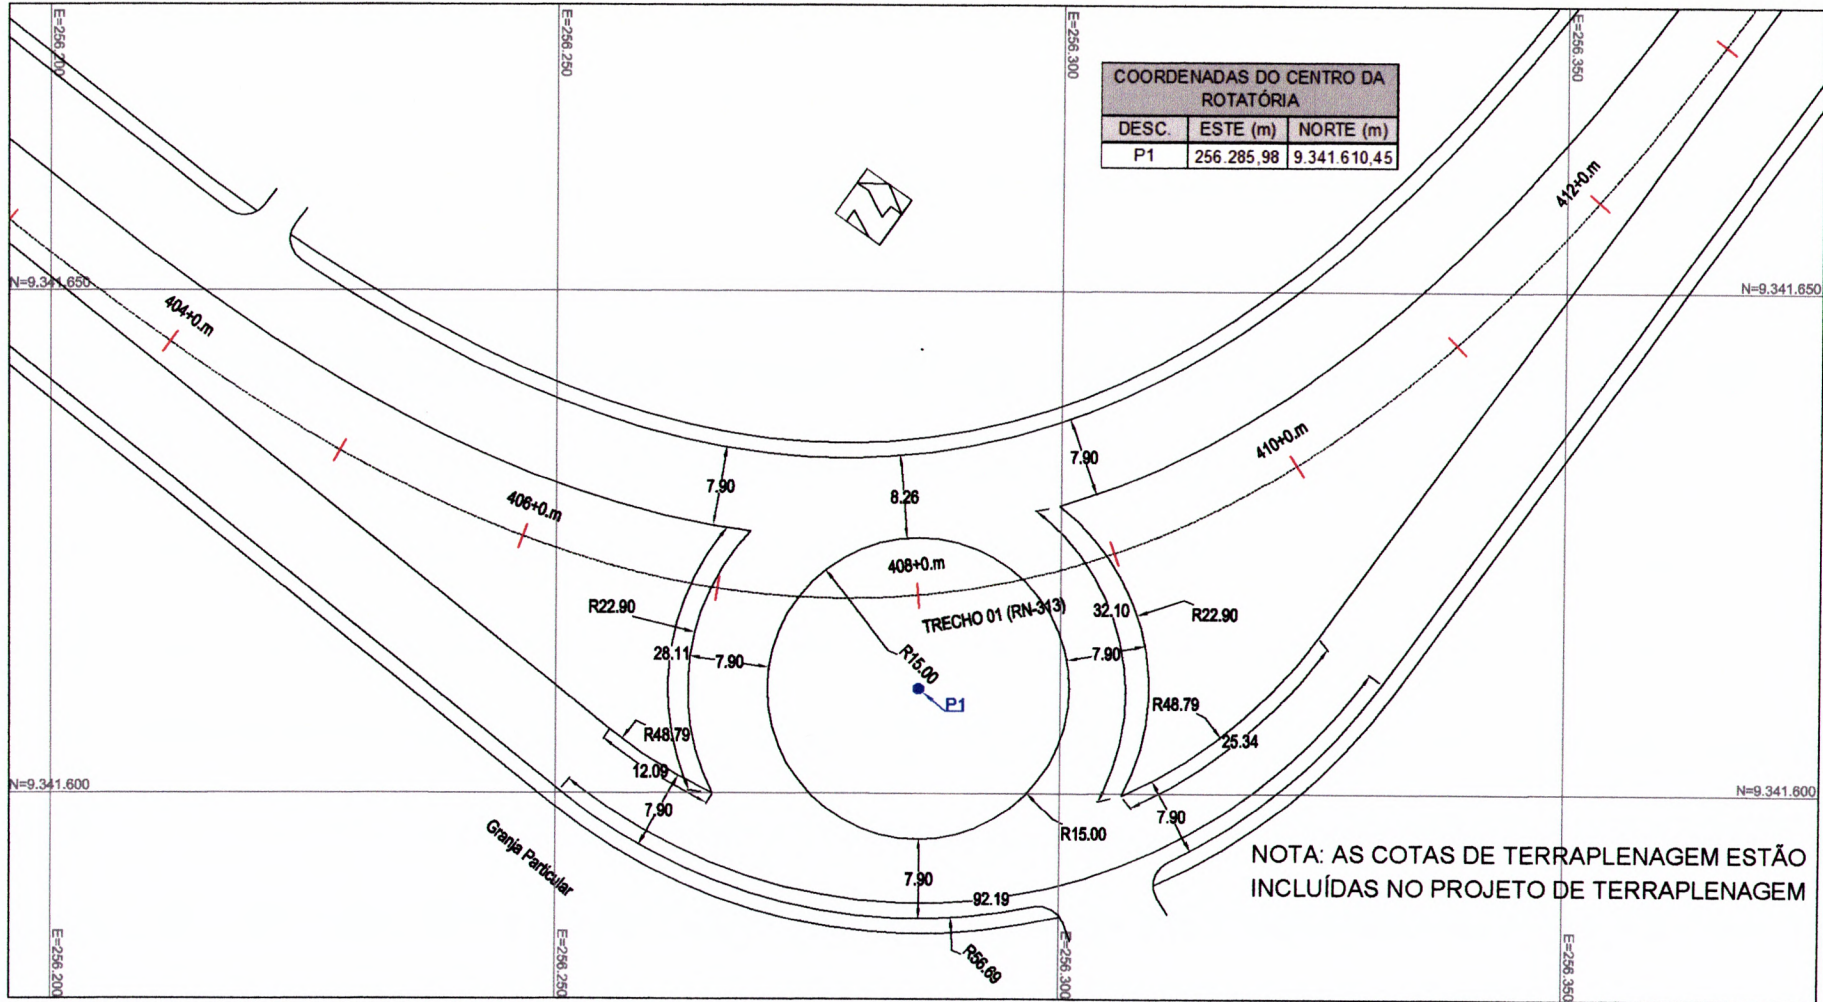 E=256.200
E=256.250
E=256.300
E=256.350
COORDENADAS DO CENTRO DA
ROTATÓRIA
DESC. ESTE (m) NORTE (m)
P1 256.285,98 9.341.610,45
N
412+0.m
N=9.341.650
N=9.341.650
404+0.m
410+0.m
7.90
7.90
8.26
406+0.m
408+0.m
R22.90
32.10
R22.90
TRECHO 01 (RN-313)
28.11
7.90
R15.00
7.90
P1
R48.79
R48.79
25.34
12.09
N=9.341.600
N=9.341.600
7.90
7.90
Granja Particular
R15.00
NOTA: AS COTAS DE TERRAPLENAGEM ESTÃO
INCLUÍDAS NO PROJETO DE TERRAPLENAGEM
7.90
92.19
R56.69
E=256.200
E=256.250
E=256.300
E=256.350